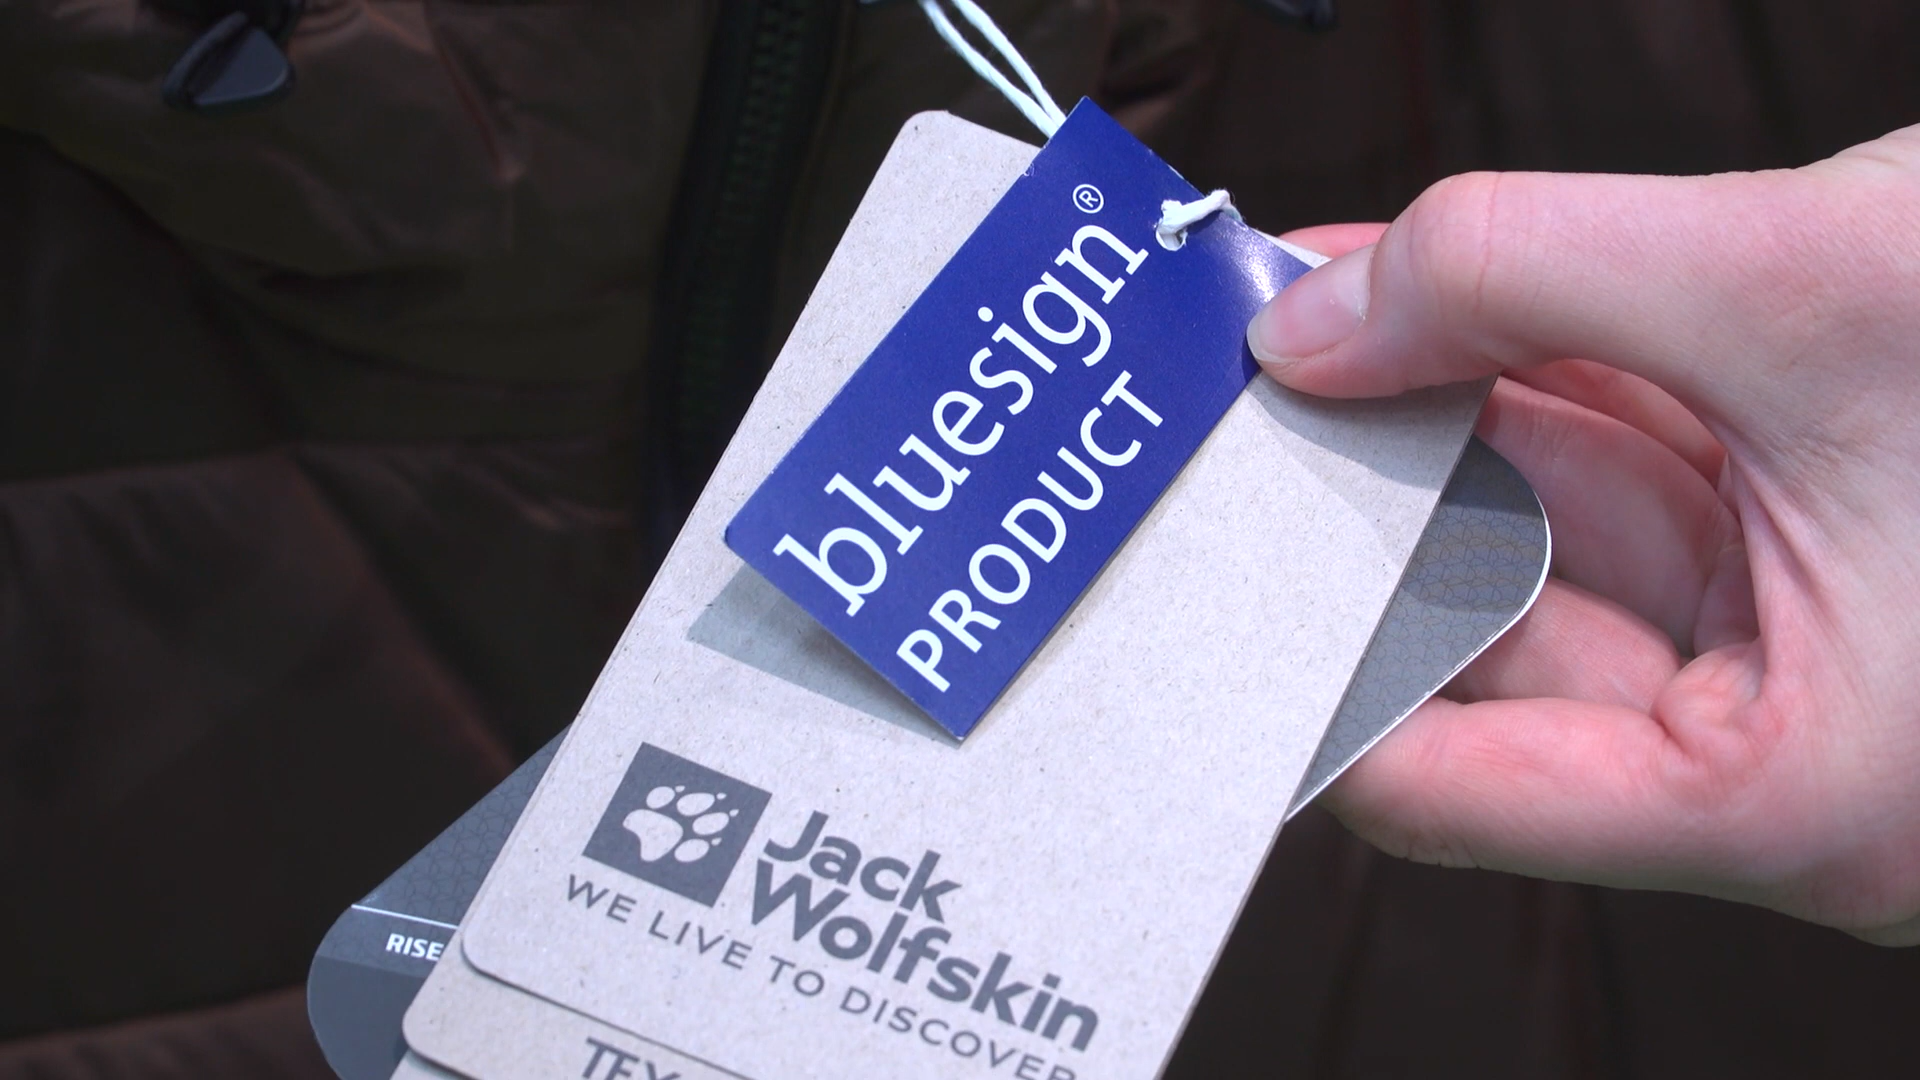 bluesign®
PRODUCT
Jack
Wolfskin
WE LIVE TO DISCOVER
RISE